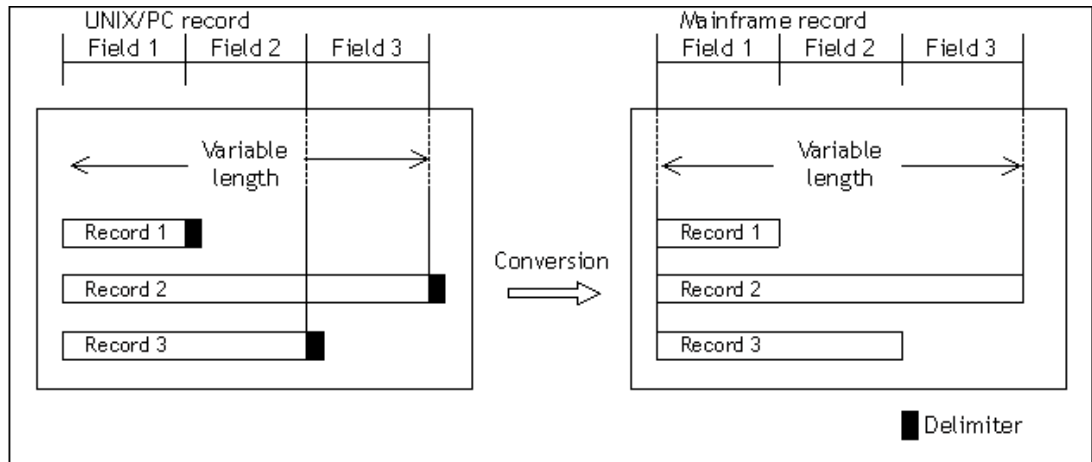 UNIX/PC record
Field 1 Field 2 Field 3
Variable
length
Record 1
Record 2
Record 3
Conversion
Mainframe record
Field 1 Field 2 Field 3
Variable
length
Record 1
Record 2
Record 3
Delimiter